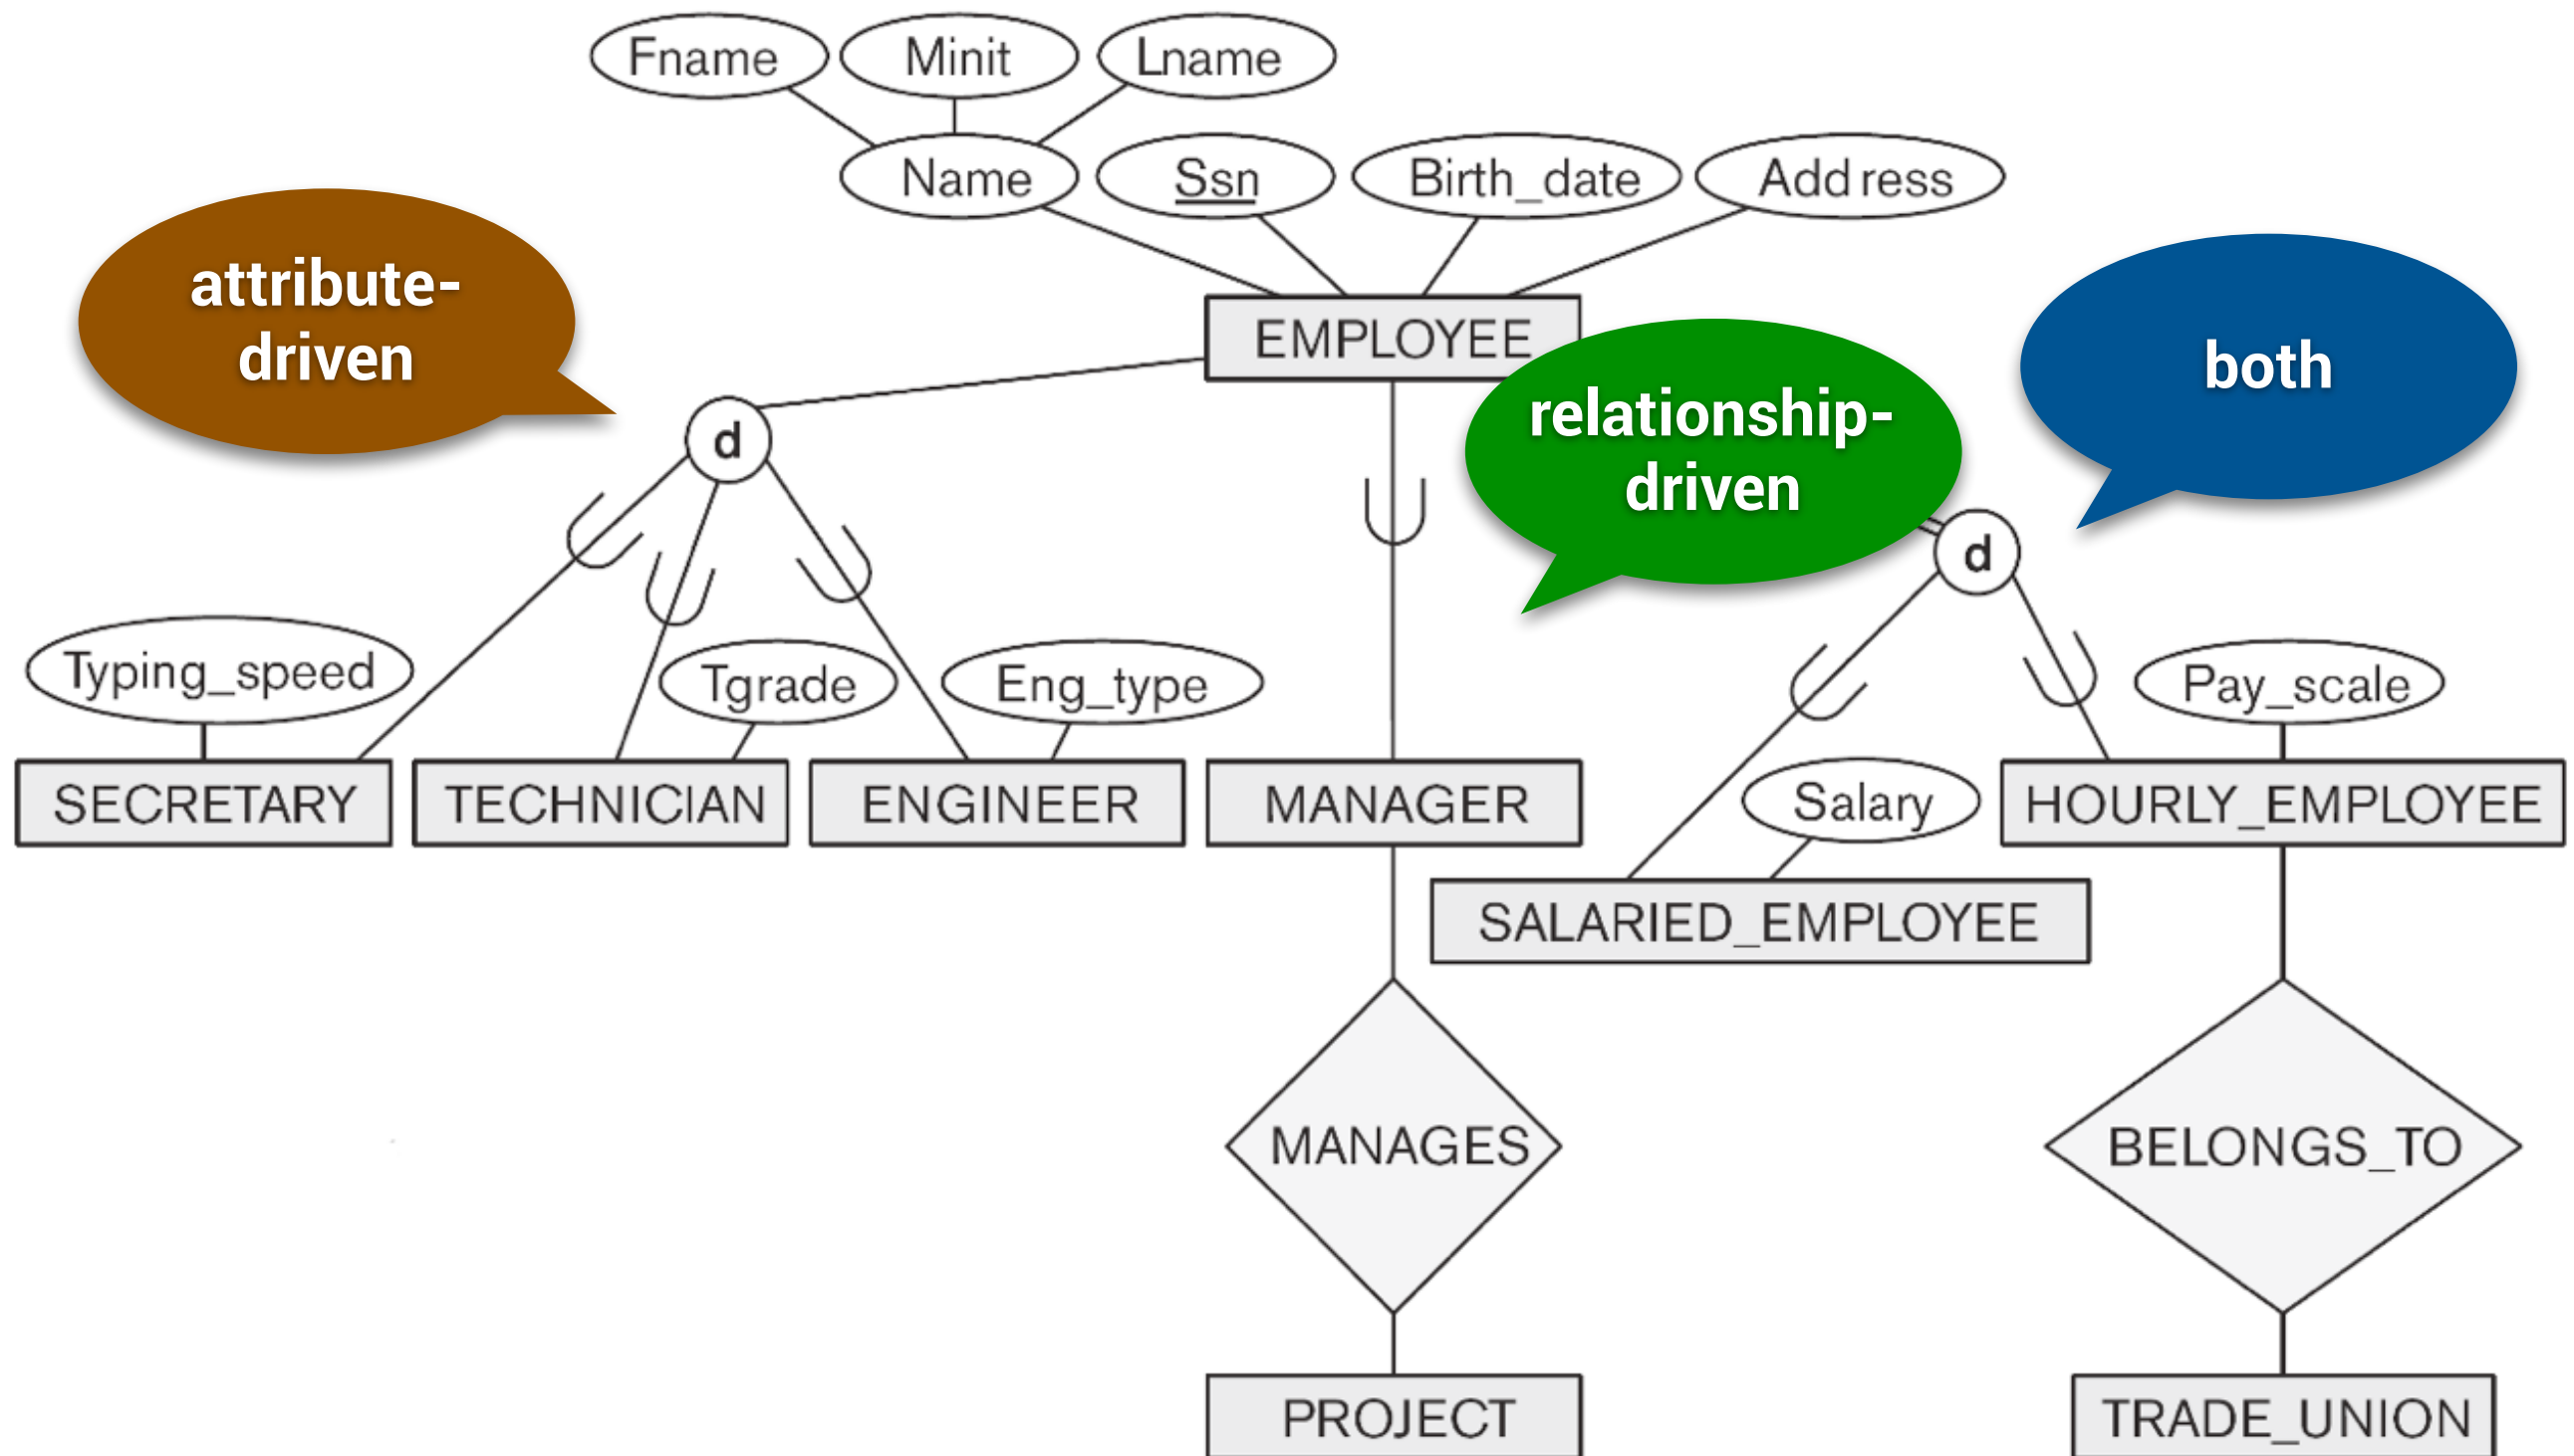 Fname
Minit
Lname
Name
Ssn
Birth_date
Address
attribute-
driven
EMPLOYEE
both
relationship-
driven
d
d
Typing_speed
Tgrade
Eng_type
Pay_scale
SECRETARY
TECHNICIAN
ENGINEER
MANAGER
Salary
HOURLY_EMPLOYEE
SALARIED_EMPLOYEE
MANAGES
BELONGS_TO
PROJECT
TRADE_UNION